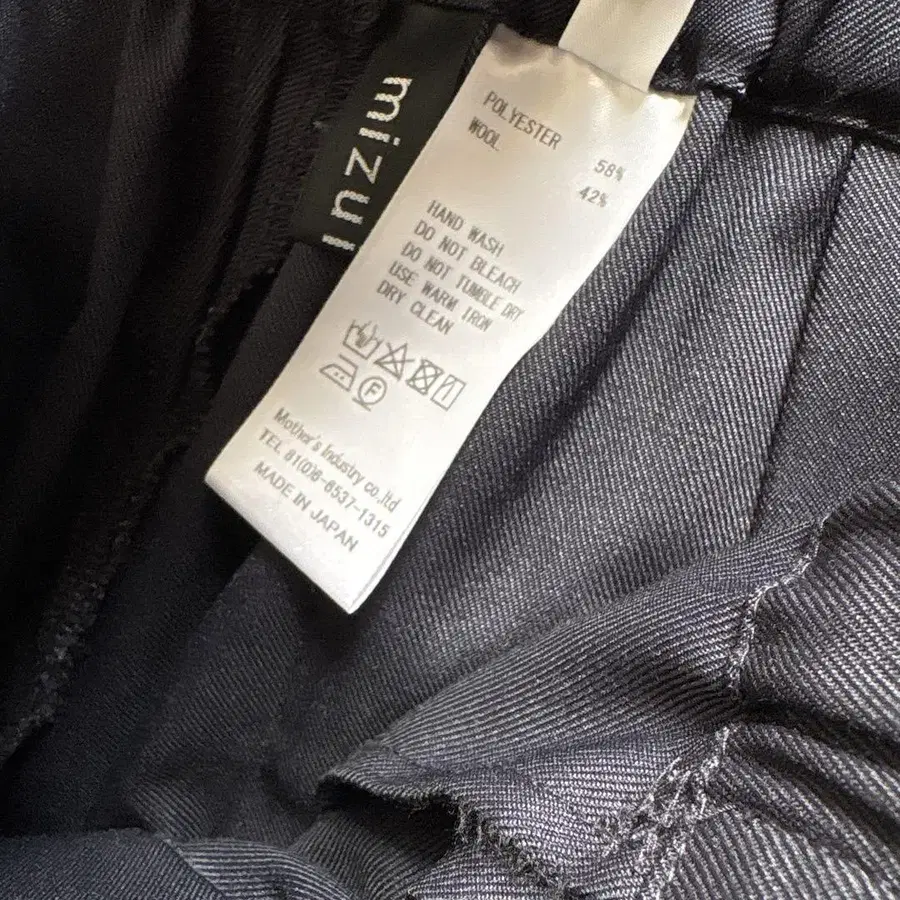 mizui
POLYESTER 58%
WOOL 42%
HAND WASH
DO NOT BLEACH
DO NOT TUMBLE DRY
USE WARM IRON
DRY CLEAN
F
Mother's Industry co.,ltd
TEL 81(0)6-6537-1315
MADE IN JAPAN